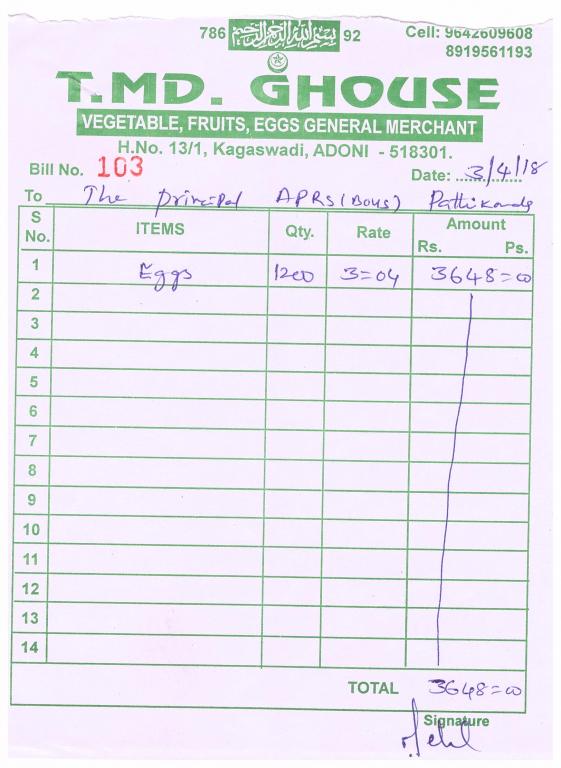 786 بسم الله الرحمن الرحيم 92
Cell: 9642609608
8919561193
T.MD. GHOUSE
VEGETABLE, FRUITS, EGGS GENERAL MERCHANT
H.No. 13/1, Kagaswadi, ADONI - 518301.
Bill No. 103 Date: 3/4/18
To The principal APRS (Boys) Pattikonda
S No. ITEMS Qty. Rate Amount Rs. Ps.
1 Eggs 1200 3=04 3648=00
2
3
4
5
6
7
8
9
10
11
12
13
14
TOTAL 3648=00
Signature